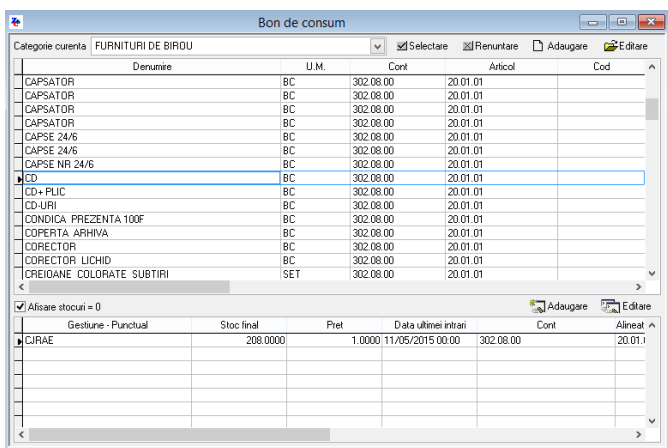 Bon de consum
Categorie curenta FURNITURI DE BIROU Selectare Renuntare Adaugare Editare
Denumire U.M. Cont Articol Cod
CAPSATOR BC 302.08.00 20.01.01
CAPSATOR BC 302.08.00 20.01.01
CAPSATOR BC 302.08.00 20.01.01
CAPSATOR BC 302.08.00 20.01.01
CAPSE 24/6 BC 302.08.00 20.01.01
CAPSE 24/6 BC 302.08.00 20.01.01
CAPSE NR 24/6 BC 302.08.00 20.01.01
CD BC 302.08.00 20.01.01
CD+ PLIC BC 302.08.00 20.01.01
CD-URI BC 302.08.00 20.01.01
CONDICA PREZENTA 100F BC 302.08.00 20.01.01
COPERTA ARHIVA BC 302.08.00 20.01.01
CORECTOR BC 302.08.00 20.01.01
CORECTOR LICHID BC 302.08.00 20.01.01
CREIOANE COLORATE SUBTIRI SET 302.08.00 20.01.01
Afisare stocuri = 0 Adaugare Editare
Gestiune - Punctual Stoc final Pret Data ultimei intrari Cont Alineat
CJRAE 208.0000 1.0000 11/05/2015 00:00 302.08.00 20.01.